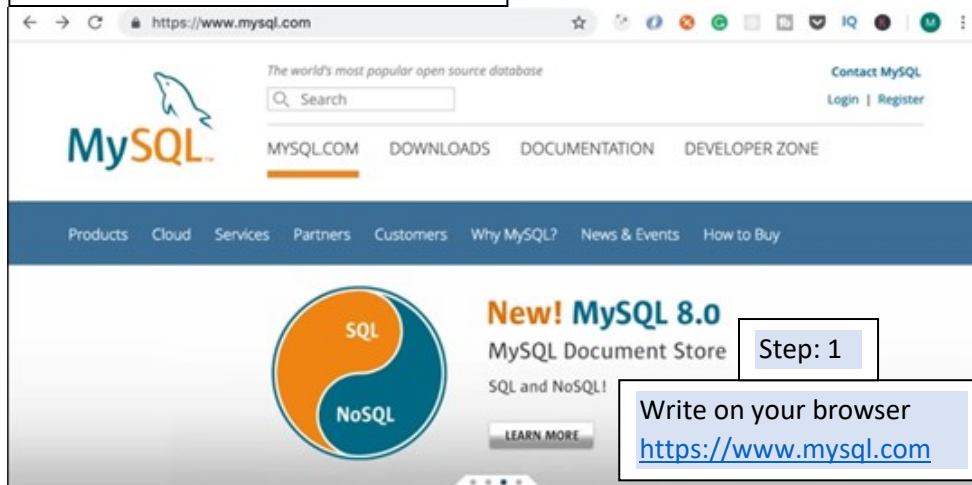 https://www.mysql.com
IQ
M
The world's most popular open source database
Contact MySQL
Search
Login | Register
MySQL™
MYSQL.COM DOWNLOADS DOCUMENTATION DEVELOPER ZONE
Products Cloud Services Partners Customers Why MySQL? News & Events How to Buy
SQL
NoSQL
New! MySQL 8.0
MySQL Document Store
SQL and NoSQL!
LEARN MORE
Step: 1
Write on your browser
https://www.mysql.com